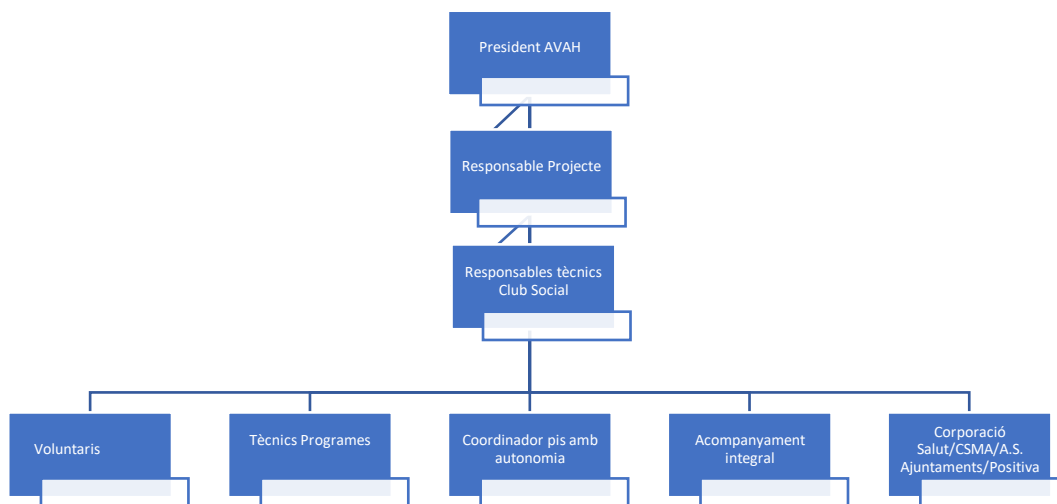 President AVAH
Responsable Projecte
Responsables tècnics
Club Social
Voluntaris
Tècnics Programes
Coordinador pis amb
autonomia
Acompanyament
integral
Corporació
Salut/CSMA/A.S.
Ajuntaments/Positiva